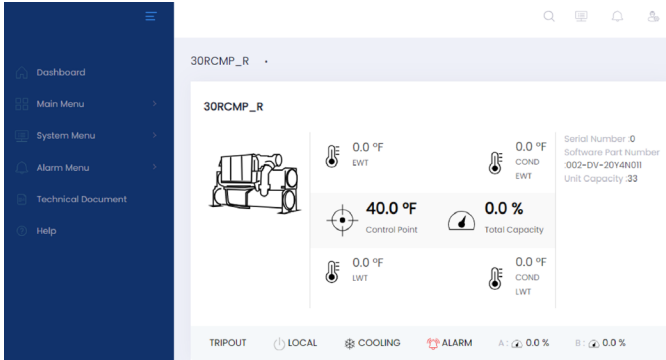 30RCMP_R •
Dashboard
Main Menu >
System Menu >
Alarm Menu >
Technical Document
Help
30RCMP_R
0.0 °F
EWT
0.0 °F
COND
EWT
Serial Number :0
Software Part Number
:002-DV-20Y4N011
Unit Capacity :33
40.0 °F
Control Point
0.0 %
Total Capacity
0.0 °F
LWT
0.0 °F
COND
LWT
TRIPOUT LOCAL COOLING ALARM A : 0.0 % B : 0.0 %